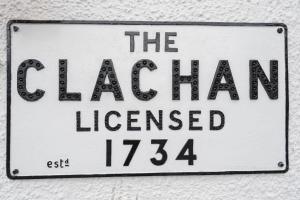 THE
CLACHAN
LICENSED
estd 1734